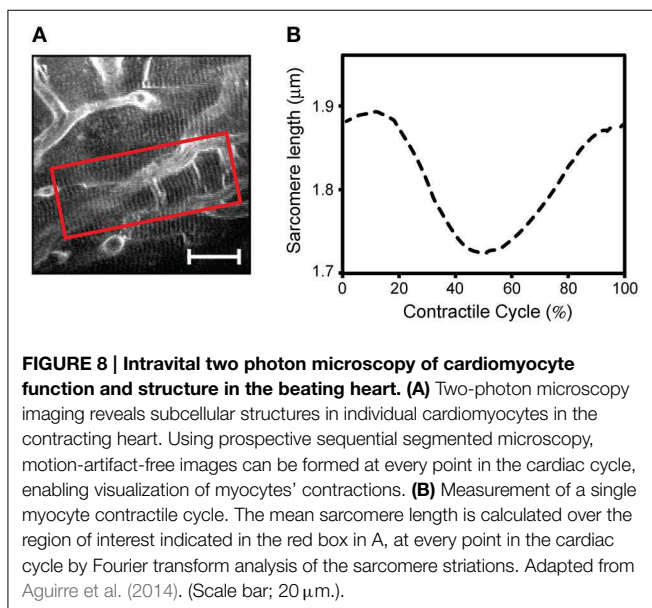 A
B
Sarcomere length (μm)
1.9
1.8
1.7
0 20 40 60 80 100
Contractile Cycle (%)
FIGURE 8 | Intravital two photon microscopy of cardiomyocyte
function and structure in the beating heart. (A) Two-photon microscopy
imaging reveals subcellular structures in individual cardiomyocytes in the
contracting heart. Using prospective sequential segmented microscopy,
motion-artifact-free images can be formed at every point in the cardiac cycle,
enabling visualization of myocytes' contractions. (B) Measurement of a single
myocyte contractile cycle. The mean sarcomere length is calculated over the
region of interest indicated in the red box in A, at every point in the cardiac
cycle by Fourier transform analysis of the sarcomere striations. Adapted from
Aguirre et al. (2014). (Scale bar; 20 μm.).